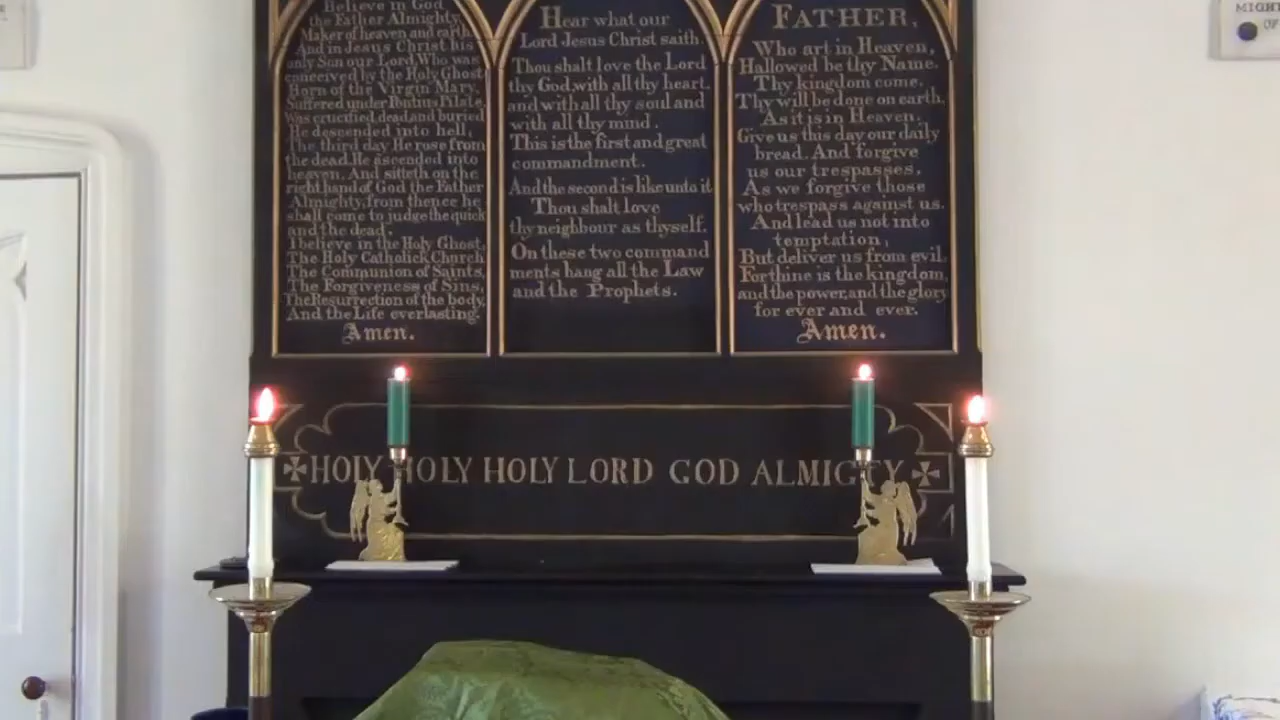 Believe in God
the Father Almighty,
Maker of heaven and earth.
And in Jesus Christ his
only Son our Lord, Who was
conceived by the Holy Ghost
Born of the Virgin Mary,
Suffered under Pontius Pilate,
Was crucified, dead, and buried
He descended into hell,
The third day He rose from
the dead. He ascended into
heaven. And sitteth on the
right hand of God the Father
Almighty, from thence he
shall come to judge the quick
and the dead.
I believe in the Holy Ghost,
The Holy Catholick Church
The Communion of Saints,
The Forgiveness of Sins,
The Resurrection of the body,
And the Life everlasting.
Amen.
Hear what our
Lord Jesus Christ saith.
Thou shalt love the Lord
thy God, with all thy heart,
and with all thy soul and
with all thy mind.
This is the first and great
commandment.
And the second is like unto it
Thou shalt love
thy neighbour as thyself.
On these two command
ments hang all the Law
and the Prophets.
FATHER,
Who art in Heaven,
Hallowed be thy Name.
Thy kingdom come.
Thy will be done on earth,
As it is in Heaven.
Give us this day our daily
bread. And forgive
us our trespasses,
As we forgive those
who trespass against us.
And lead us not into
temptation,
But deliver us from evil.
For thine is the kingdom,
and the power, and the glory
for ever and ever.
Amen.
HOLY HOLY HOLY LORD GOD ALMIGTY
MIGH
OF